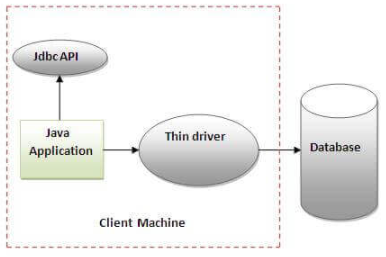 Jdbc API
Java
Application
Thin driver
Database
Client Machine